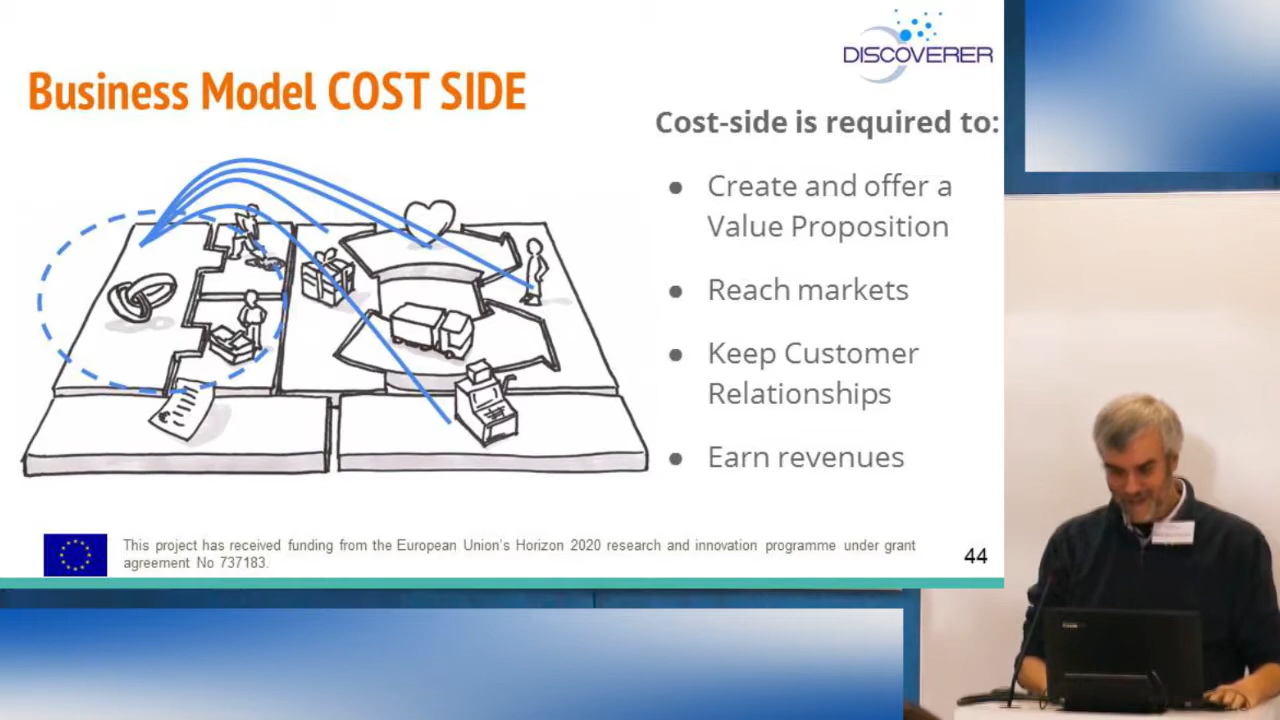 DISCOVERER
Business Model COST SIDE
Cost-side is required to:
● Create and offer a
Value Proposition
● Reach markets
● Keep Customer
Relationships
● Earn revenues
This project has received funding from the European Union's Horizon 2020 research and innovation programme under grant
agreement No 737183.
44